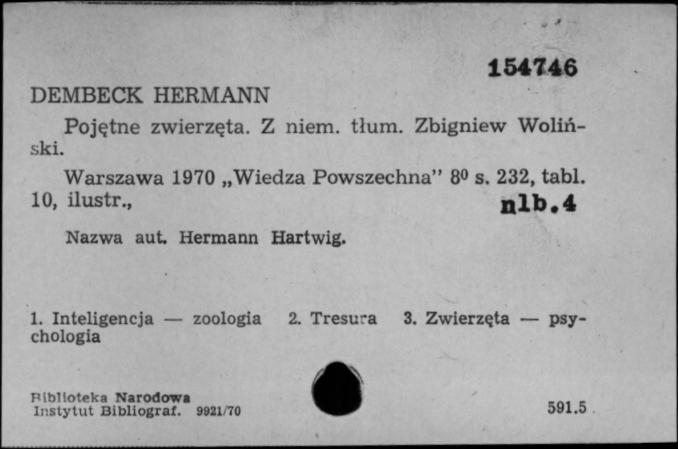 154746
DEMBECK HERMANN
Pojętne zwierzęta. Z niem. tłum. Zbigniew Woliń-
ski.
Warszawa 1970 „Wiedza Powszechna” 8⁰ s. 232, tabl.
10, ilustr., nlb.4
Nazwa aut. Hermann Hartwig.
1. Inteligencja — zoologia 2. Tresura 3. Zwierzęta — psy-
chologia
Biblioteka Narodowa
Instytut Bibliograf. 9921/70 591.5